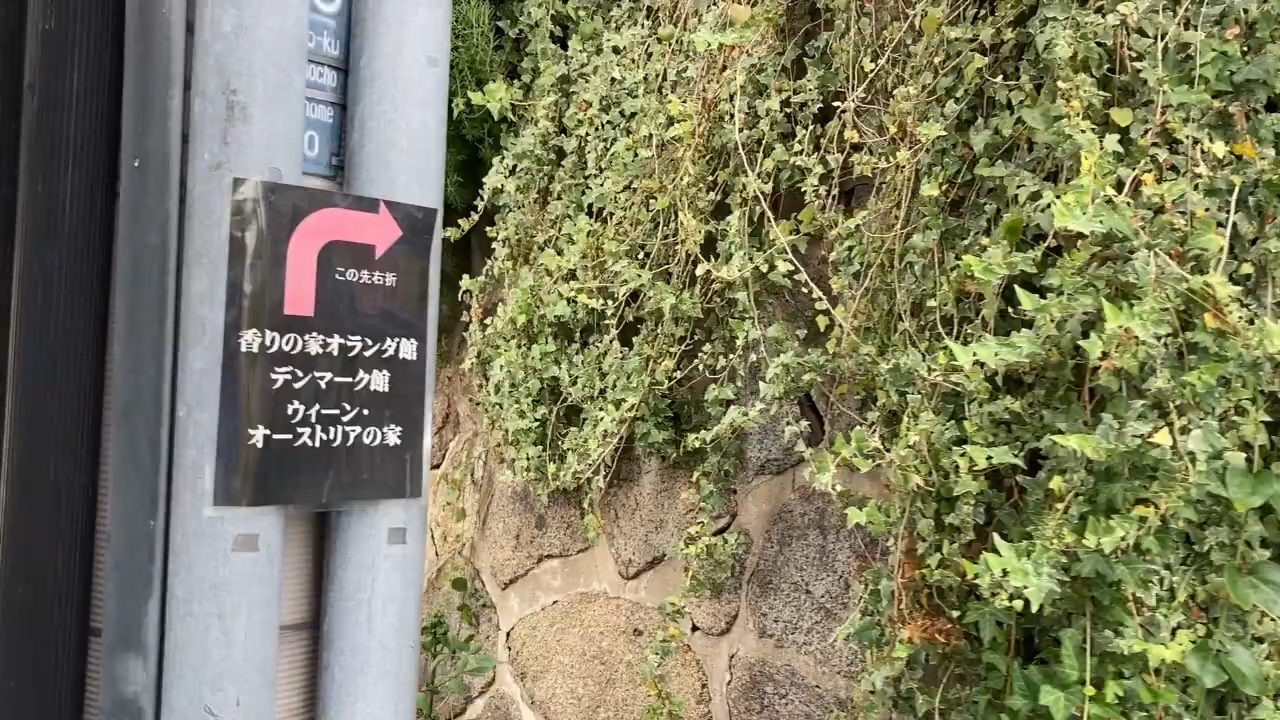 この先右折
香りの家オランダ館
デンマーク館
ウィーン・
オーストリアの家